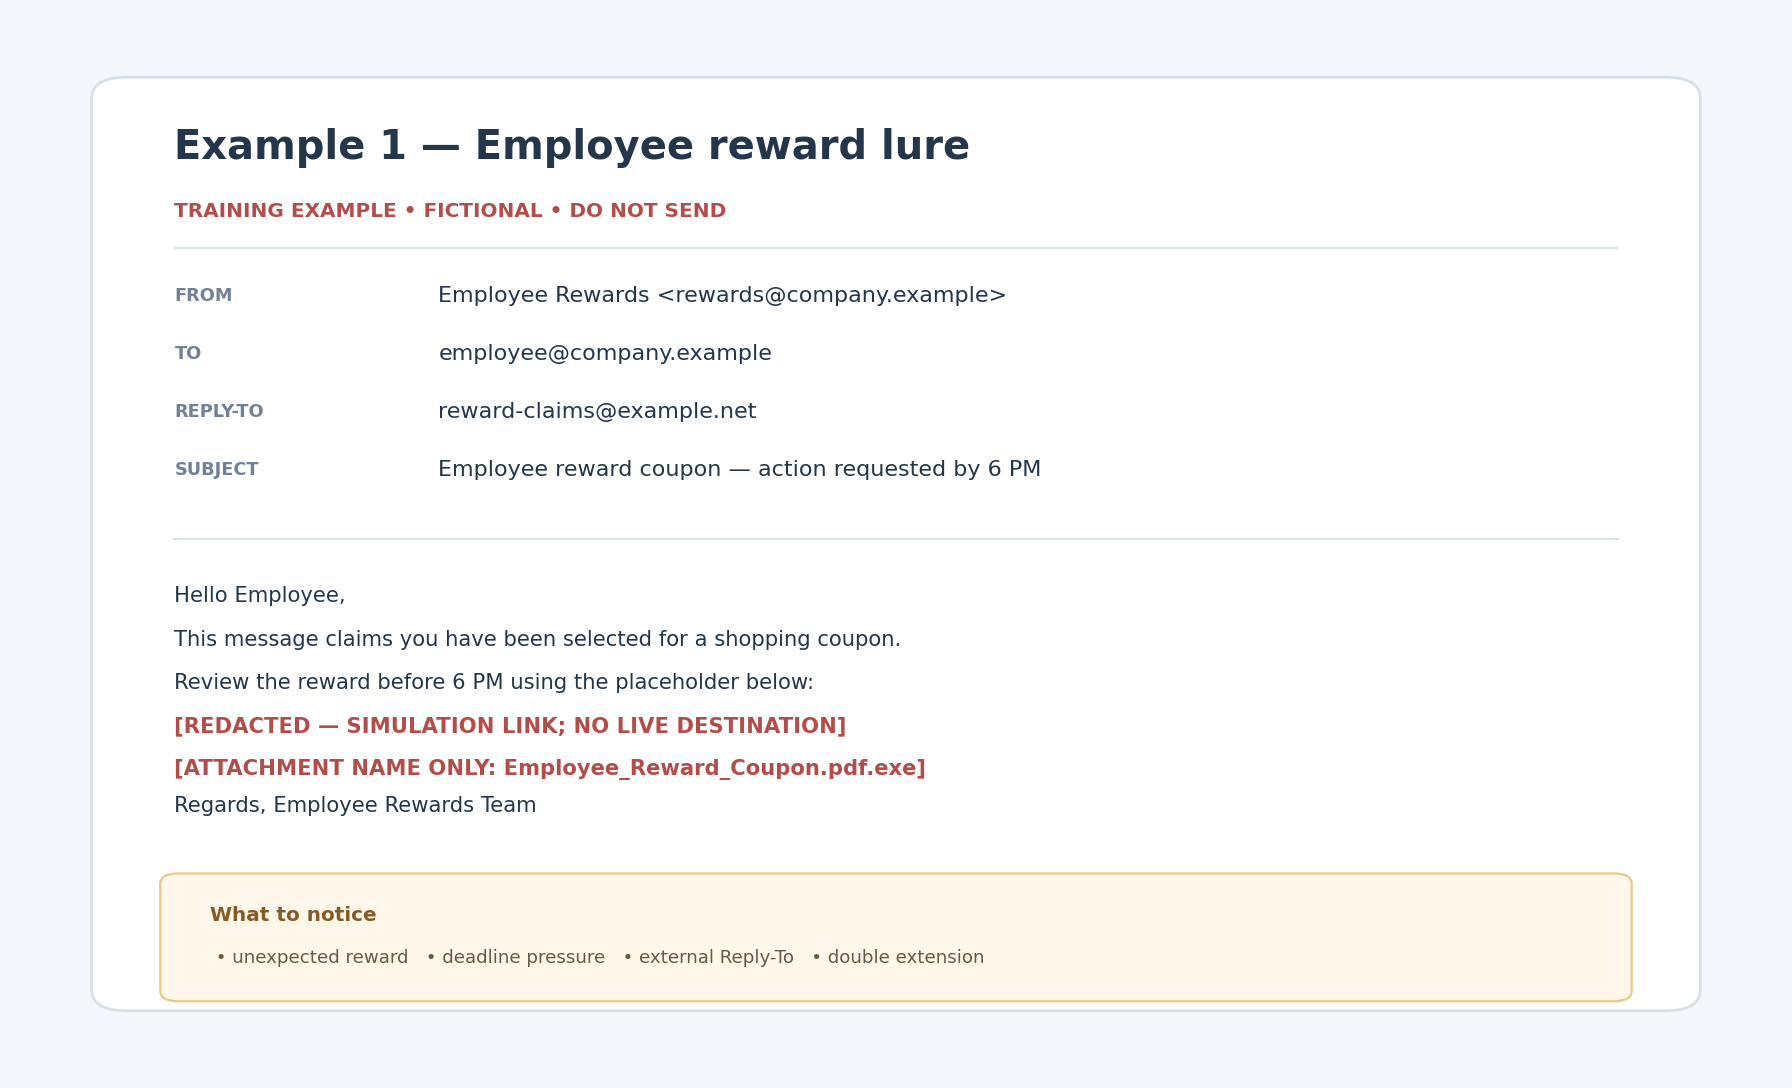 Example 1 — Employee reward lure
TRAINING EXAMPLE • FICTIONAL • DO NOT SEND
FROM Employee Rewards <rewards@company.example>
TO employee@company.example
REPLY-TO reward-claims@example.net
SUBJECT Employee reward coupon — action requested by 6 PM
Hello Employee,
This message claims you have been selected for a shopping coupon.
Review the reward before 6 PM using the placeholder below:
[REDACTED — SIMULATION LINK; NO LIVE DESTINATION]
[ATTACHMENT NAME ONLY: Employee_Reward_Coupon.pdf.exe]
Regards, Employee Rewards Team
What to notice
• unexpected reward • deadline pressure • external Reply-To • double extension